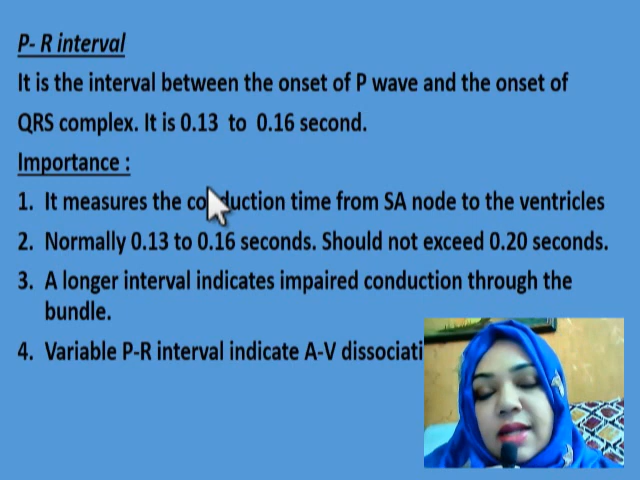 P- R interval
It is the interval between the onset of P wave and the onset of
QRS complex. It is 0.13 to 0.16 second.
Importance :
1. It measures the conduction time from SA node to the ventricles
2. Normally 0.13 to 0.16 seconds. Should not exceed 0.20 seconds.
3. A longer interval indicates impaired conduction through the
bundle.
4. Variable P-R interval indicate A-V